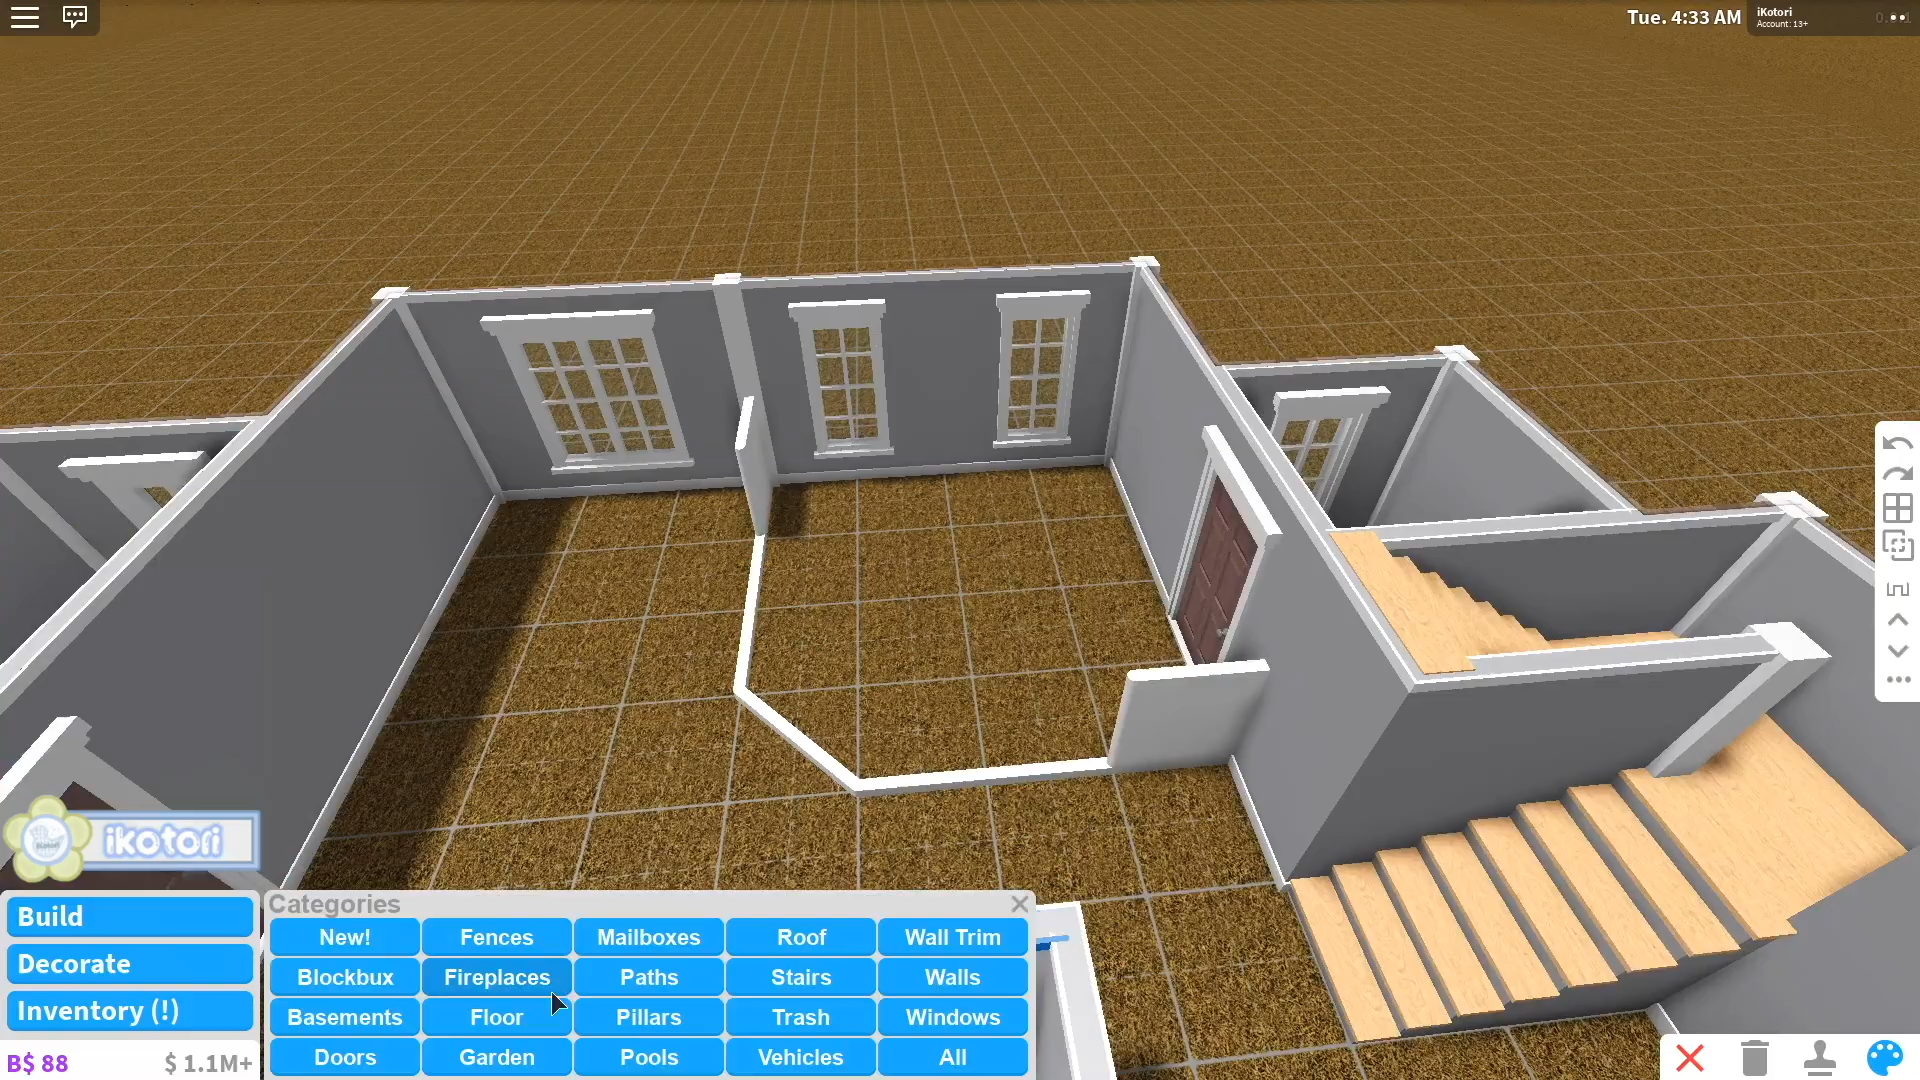 Tue. 4:33 AM
iKotori
Account: 13+
ikotori
Build
Decorate
Inventory (!)
B$ 88
$ 1.1M+
Categories
New!
Fences
Mailboxes
Roof
Wall Trim
Blockbux
Fireplaces
Paths
Stairs
Walls
Basements
Floor
Pillars
Trash
Windows
Doors
Garden
Pools
Vehicles
All